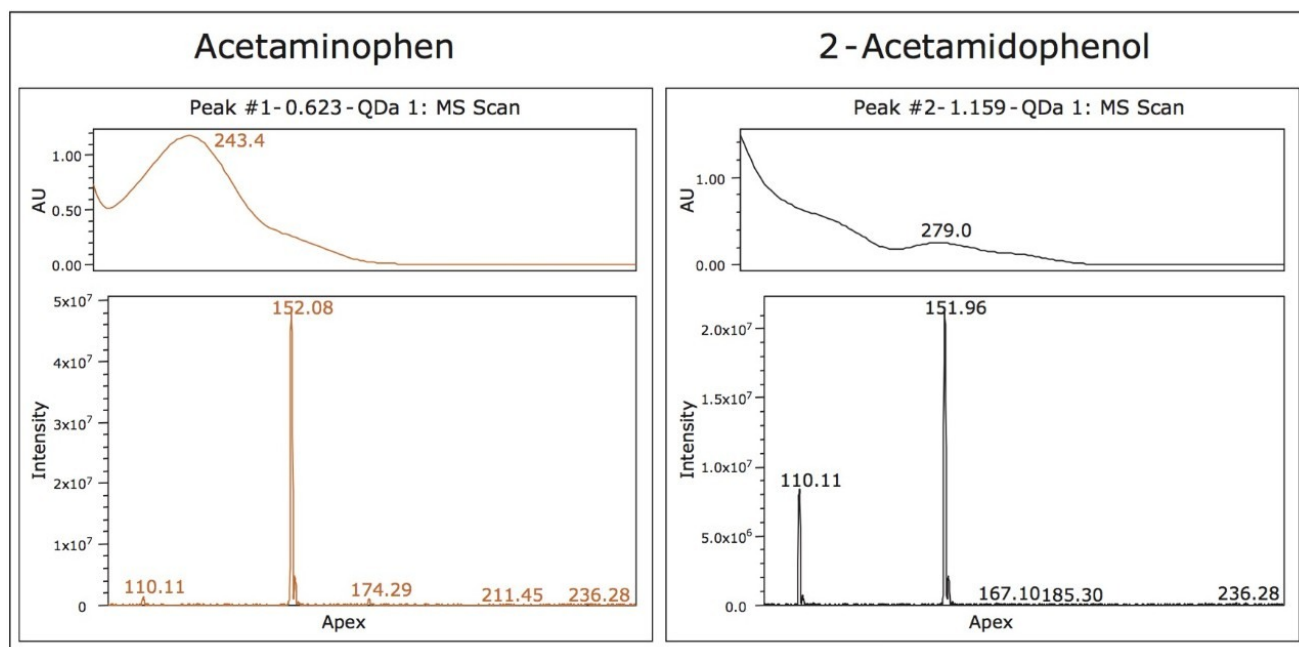 Acetaminophen
Peak #1-0.623-QDa 1: MS Scan
243.4
1.00
0.50
0.00
AU
152.08
5x10⁷
4x10⁷
3x10⁷
2x10⁷
1x10⁷
0
Intensity
110.11
174.29
211.45
236.28
Apex
2-Acetamidophenol
Peak #2-1.159-QDa 1: MS Scan
1.00
0.00
AU
279.0
151.96
2.0x10⁷
1.5x10⁷
1.0x10⁷
5.0x10⁶
0.0
Intensity
110.11
167.10
185.30
236.28
Apex